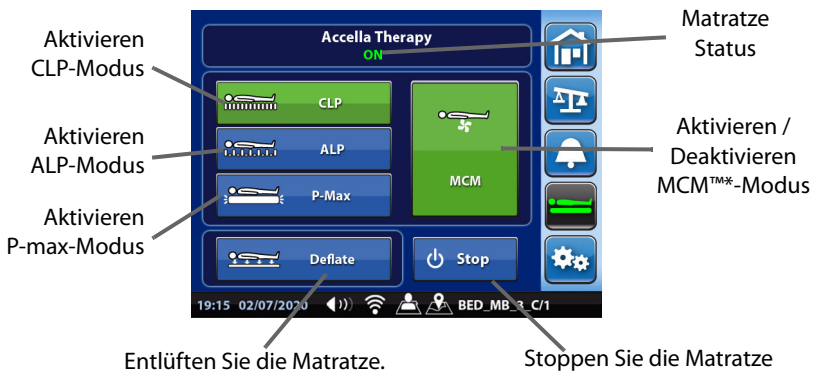 Aktivieren
CLP-Modus
Aktivieren
ALP-Modus
Aktivieren
P-max-Modus
Accella Therapy
ON
CLP
ALP
P-Max
MCM
Deflate
Stop
19:15 02/07/2020
BED_MB_3_C/1
Matratze
Status
Aktivieren /
Deaktivieren
MCM™*-Modus
Entlüften Sie die Matratze.
Stoppen Sie die Matratze